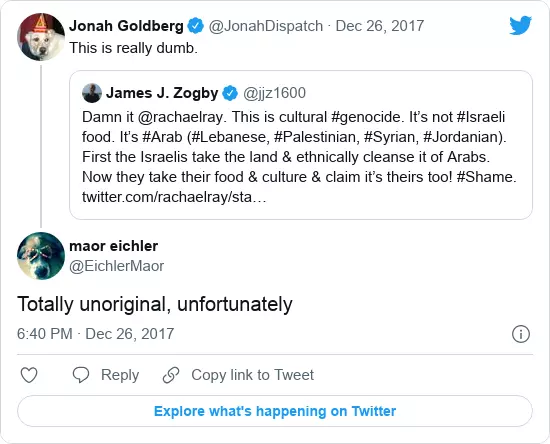 Jonah Goldberg @JonahDispatch · Dec 26, 2017
This is really dumb.
James J. Zogby @jjz1600
Damn it @rachaelray. This is cultural #genocide. It’s not #Israeli
food. It’s #Arab (#Lebanese, #Palestinian, #Syrian, #Jordanian).
First the Israelis take the land & ethnically cleanse it of Arabs.
Now they take their food & culture & claim it’s theirs too! #Shame.
twitter.com/rachaelray/sta…
maor eichler
@EichlerMaor
Totally unoriginal, unfortunately
6:40 PM · Dec 26, 2017
Reply Copy link to Tweet
Explore what's happening on Twitter